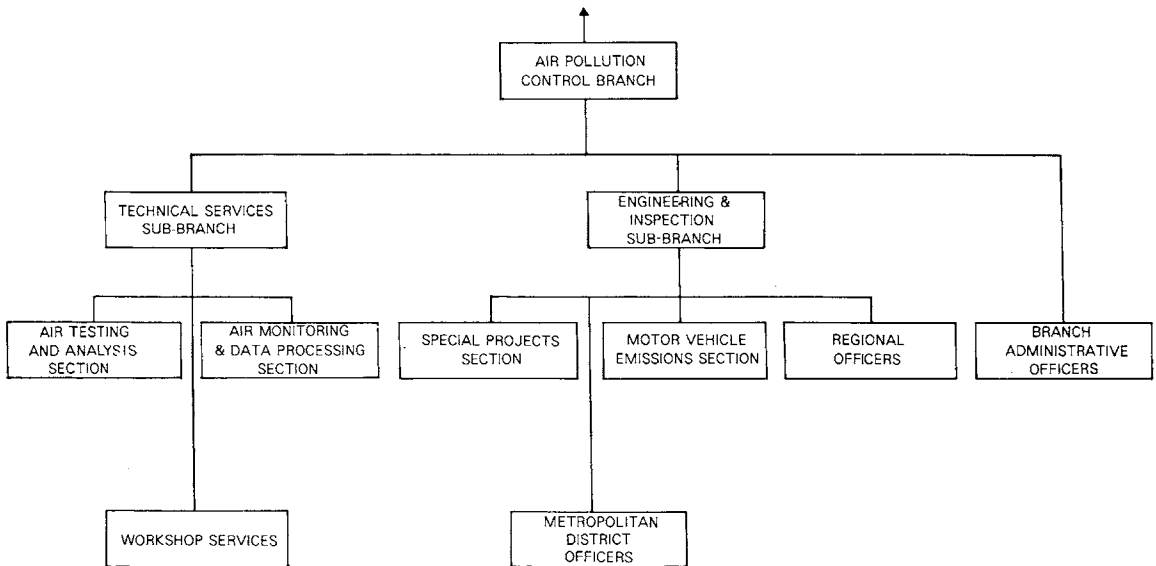 AIR POLLUTION
CONTROL BRANCH
TECHNICAL SERVICES
SUB-BRANCH
ENGINEERING &
INSPECTION
SUB-BRANCH
AIR TESTING
AND ANALYSIS
SECTION
AIR MONITORING
& DATA PROCESSING
SECTION
SPECIAL PROJECTS
SECTION
MOTOR VEHICLE
EMISSIONS SECTION
REGIONAL
OFFICERS
BRANCH
ADMINISTRATIVE
OFFICERS
WORKSHOP SERVICES
METROPOLITAN
DISTRICT
OFFICERS